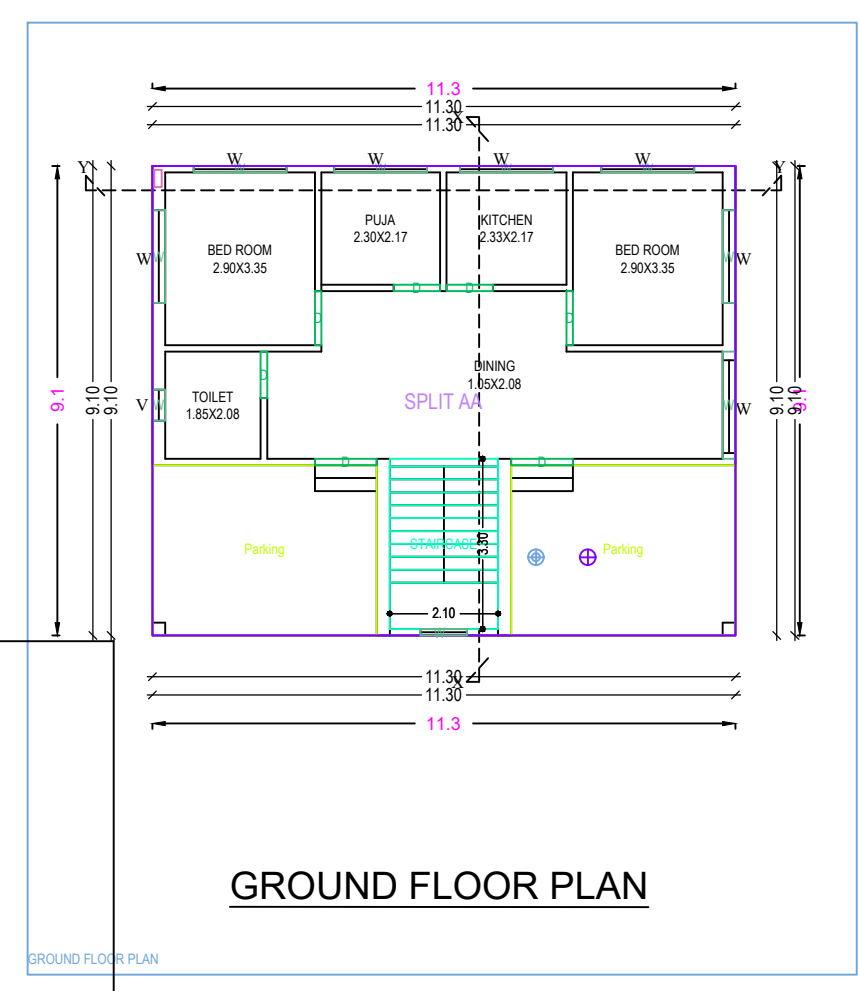 11.3
11.30
X
11.30
W
W
W
W
Y
Y
PUJA
2.30X2.17
KITCHEN
2.33X2.17
BED ROOM
2.90X3.35
BED ROOM
2.90X3.35
W
W
W
W
D
D
D
D
9.1
9.10
9.10
TOILET
1.85X2.08
V
W
D
DINING
1.05X2.08
SPLIT AA
W
9.10
9.10
9.1
D
D
Parking
STAIRCASE
3.30
Parking
2.10
W
11.30
X
11.30
11.3
GROUND FLOOR PLAN
GROUND FLOOR PLAN